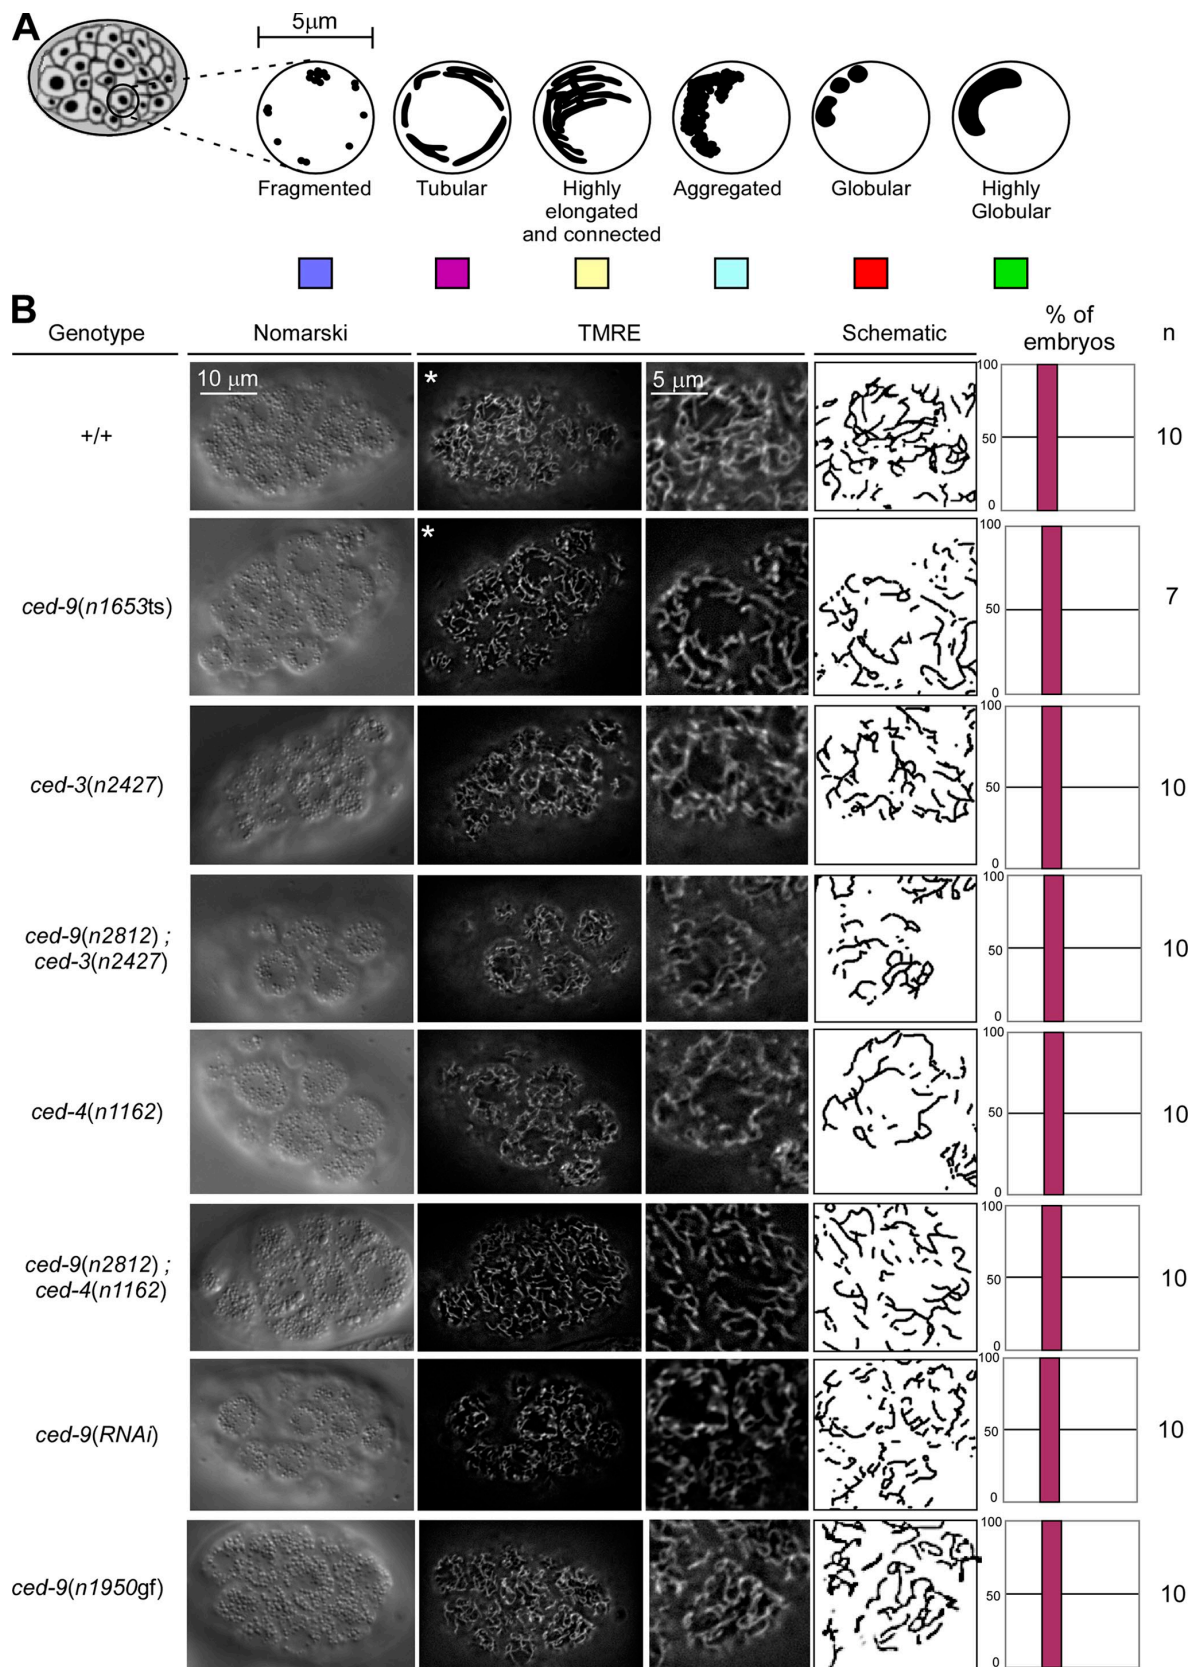 A
5μm
Fragmented
Tubular
Highly
elongated
and connected
Aggregated
Globular
Highly
Globular
B
Genotype
Nomarski
TMRE
Schematic
% of
embryos
n
10 μm
*
5 μm
+/+
100
50
0
10
*
ced-9(n1653ts)
100
50
0
7
ced-3(n2427)
100
50
0
10
ced-9(n2812) ;
ced-3(n2427)
100
50
0
10
ced-4(n1162)
100
50
0
10
ced-9(n2812) ;
ced-4(n1162)
100
50
0
10
ced-9(RNAi)
100
50
0
10
ced-9(n1950gf)
100
50
0
10